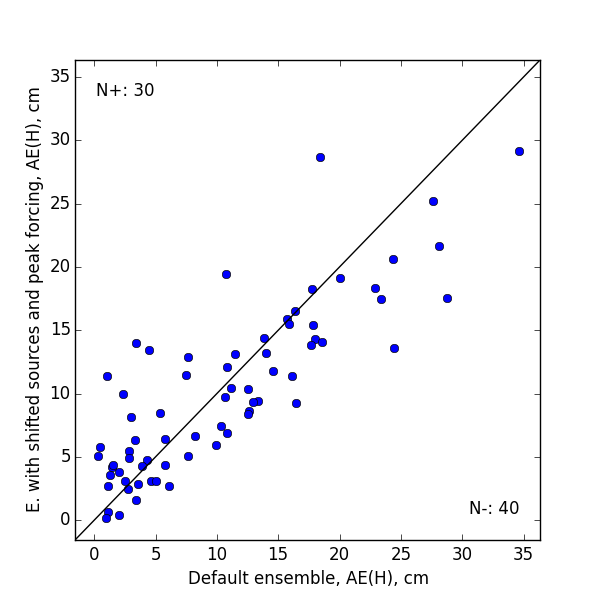 N+: 30
N-: 40
35
30
25
20
15
10
5
0
0 5 10 15 20 25 30 35
E. with shifted sources and peak forcing, AE(H), cm
Default ensemble, AE(H), cm